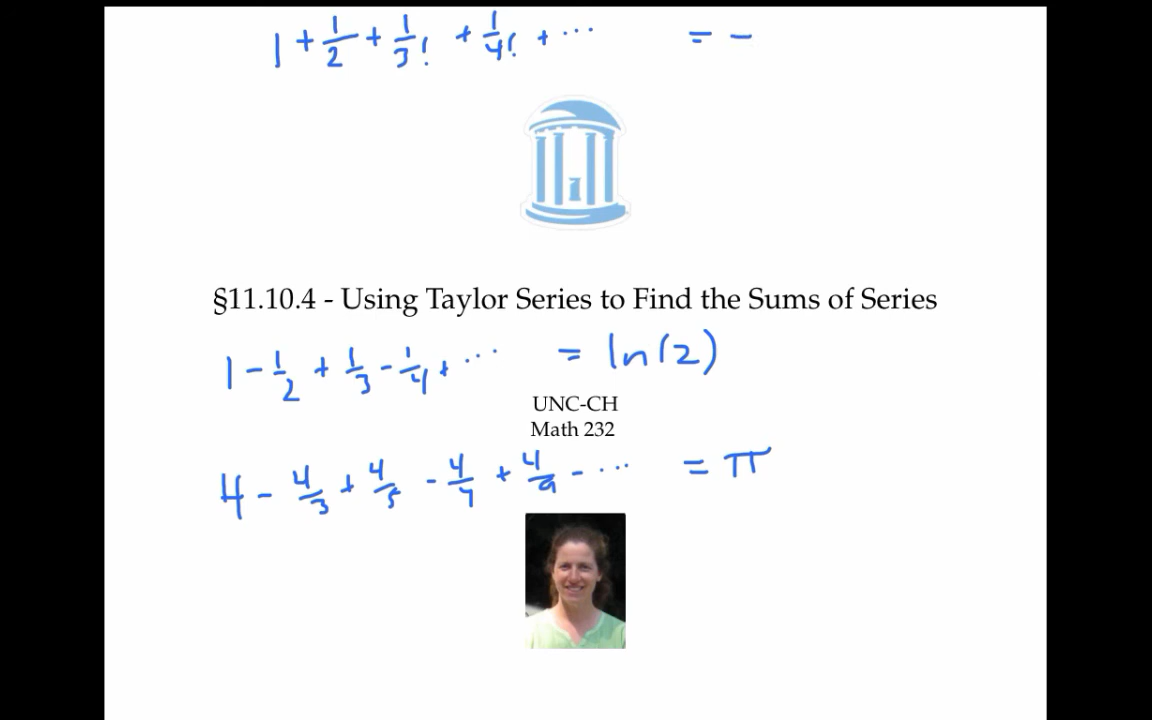 1 + 1/2 + 1/3! + 1/4! + ... = -
§11.10.4 - Using Taylor Series to Find the Sums of Series
1 - 1/2 + 1/3 - 1/4 + ... = ln(2)
UNC-CH
Math 232
4 - 4/3 + 4/5 - 4/7 + 4/9 - ... = π